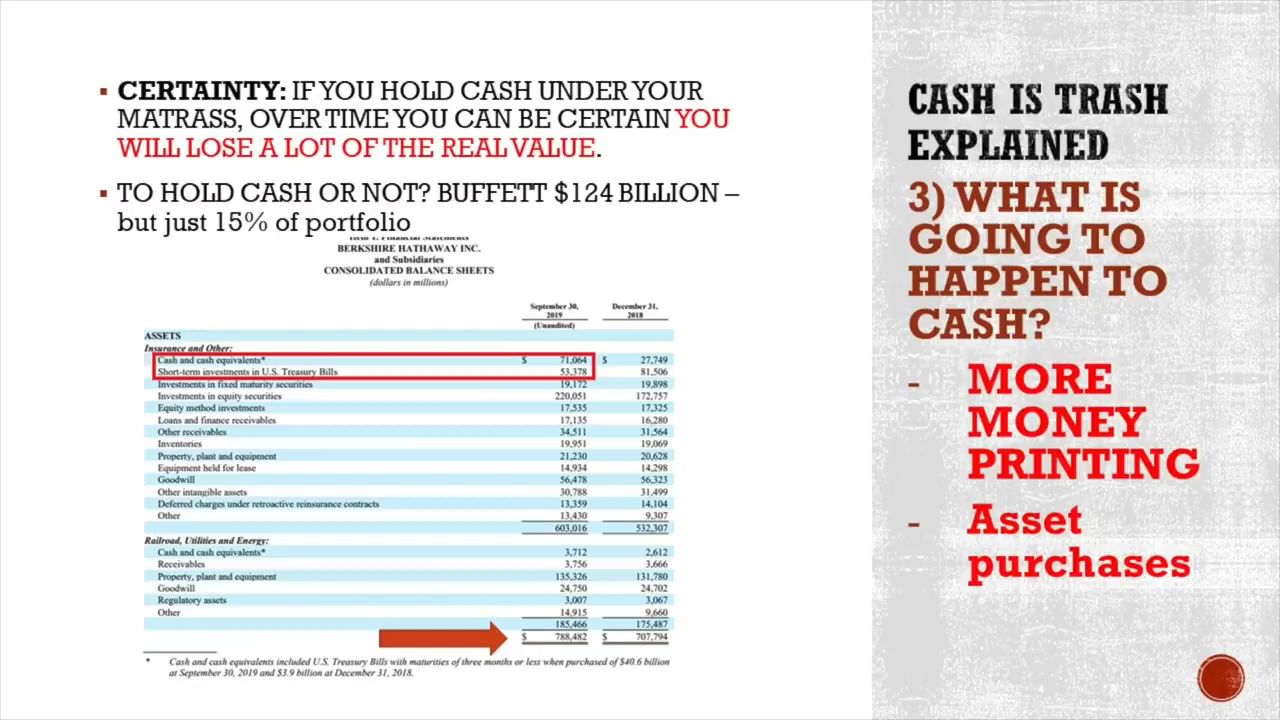 ▪ CERTAINTY: IF YOU HOLD CASH UNDER YOUR
MATRASS, OVER TIME YOU CAN BE CERTAIN YOU
WILL LOSE A LOT OF THE REAL VALUE.
▪ TO HOLD CASH OR NOT? BUFFETT $124 BILLION –
but just 15% of portfolio
BERKSHIRE HATHAWAY INC.
and Subsidiaries
CONSOLIDATED BALANCE SHEETS
(dollars in millions)
September 30, December 31,
2019 2018
(Unaudited)
ASSETS
Insurance and Other:
Cash and cash equivalents* $ 71,064 $ 27,749
Short-term investments in U.S. Treasury Bills 53,378 81,506
Investments in fixed maturity securities 19,172 19,898
Investments in equity securities 220,051 172,757
Equity method investments 17,535 17,325
Loans and finance receivables 17,135 16,280
Other receivables 34,511 31,564
Inventories 19,951 19,069
Property, plant and equipment 21,230 20,628
Equipment held for lease 14,934 14,298
Goodwill 56,478 56,323
Other intangible assets 30,788 31,499
Deferred charges under retroactive reinsurance contracts 13,359 14,104
Other 13,430 9,307
603,016 532,307
Railroad, Utilities and Energy:
Cash and cash equivalents* 3,712 2,612
Receivables 3,756 3,666
Property, plant and equipment 135,326 131,780
Goodwill 24,750 24,702
Regulatory assets 3,007 3,067
Other 14,915 9,660
185,466 175,487
$ 788,482 $ 707,794
* Cash and cash equivalents included U.S. Treasury Bills with maturities of three months or less when purchased of $40.6 billion
at September 30, 2019 and $3.9 billion at December 31, 2018.
CASH IS TRASH
EXPLAINED
3) WHAT IS
GOING TO
HAPPEN TO
CASH?
- MORE
MONEY
PRINTING
- Asset
purchases